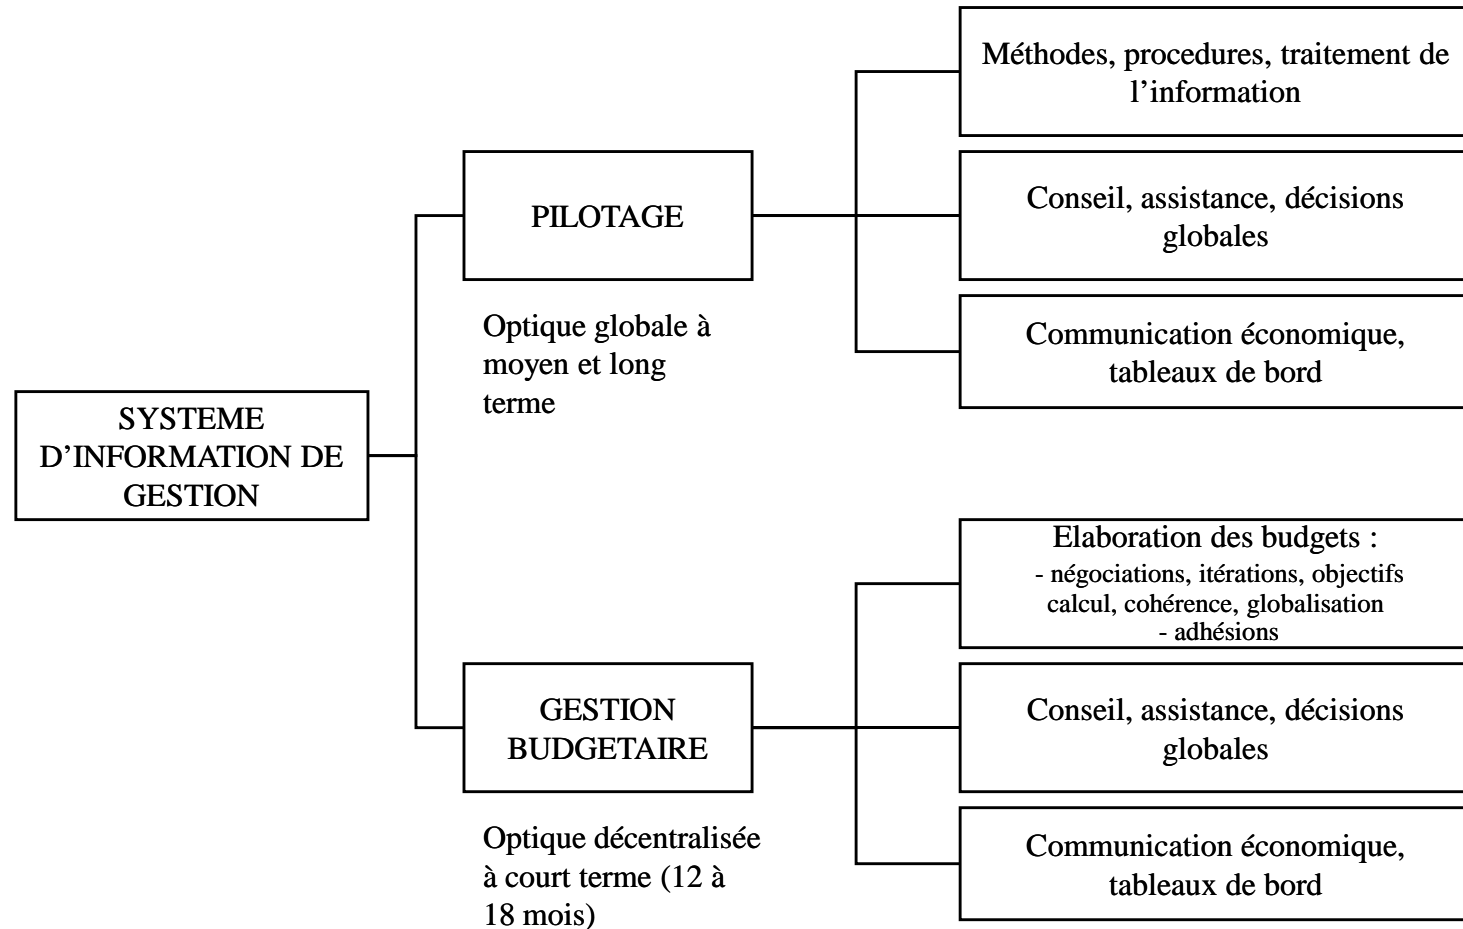 Méthodes, procedures, traitement de
l’information
PILOTAGE
Conseil, assistance, décisions
globales
Optique globale à
moyen et long
terme
Communication économique,
tableaux de bord
SYSTEME
D’INFORMATION DE
GESTION
Elaboration des budgets :
- négociations, itérations, objectifs
calcul, cohérence, globalisation
- adhésions
GESTION
BUDGETAIRE
Conseil, assistance, décisions
globales
Optique décentralisée
à court terme (12 à
18 mois)
Communication économique,
tableaux de bord